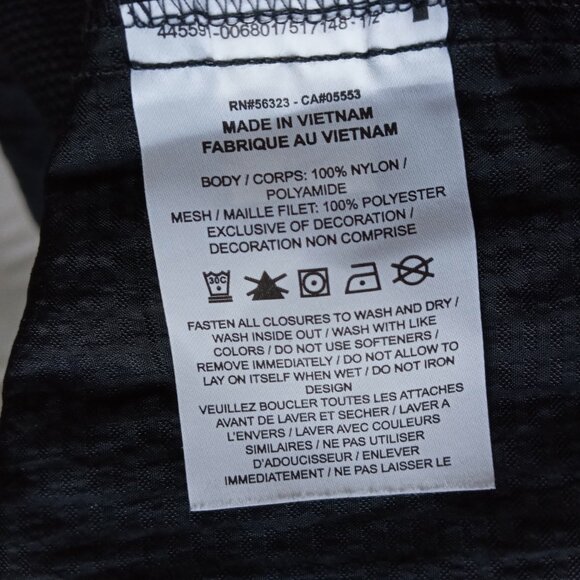 44559-0068017517148-1/2
RN#56323 - CA#05553
MADE IN VIETNAM
FABRIQUE AU VIETNAM
BODY / CORPS: 100% NYLON /
POLYAMIDE
MESH / MAILLE FILET: 100% POLYESTER
EXCLUSIVE OF DECORATION /
DECORATION NON COMPRISE
30C
FASTEN ALL CLOSURES TO WASH AND DRY /
WASH INSIDE OUT / WASH WITH LIKE
COLORS / DO NOT USE SOFTENERS /
REMOVE IMMEDIATELY / DO NOT ALLOW TO
LAY ON ITSELF WHEN WET / DO NOT IRON
DESIGN
VEUILLEZ BOUCLER TOUTES LES ATTACHES
AVANT DE LAVER ET SECHER / LAVER A
L'ENVERS / LAVER AVEC COULEURS
SIMILAIRES / NE PAS UTILISER
D'ADOUCISSEUR / ENLEVER
IMMEDIATEMENT / NE PAS LAISSER LE